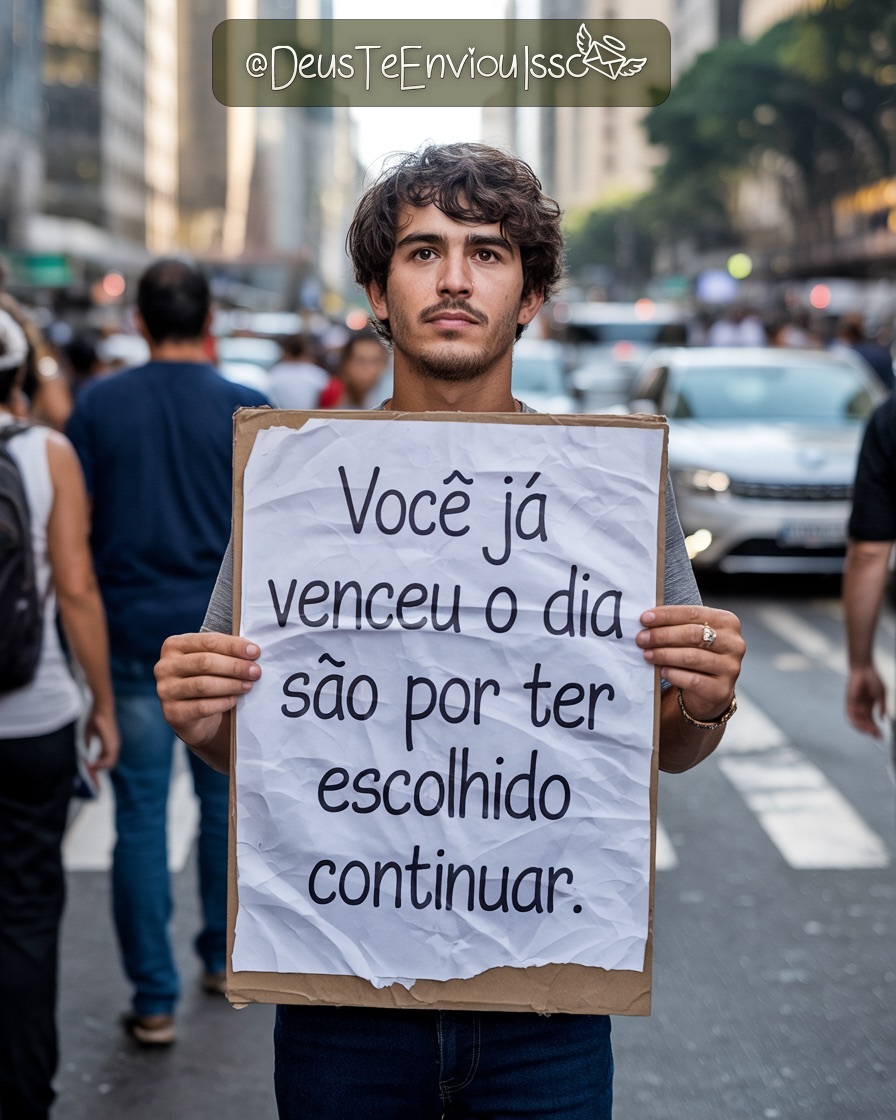 @DeusTeEnviouIsso
Você já
venceu o dia
são por ter
escolhido
continuar.